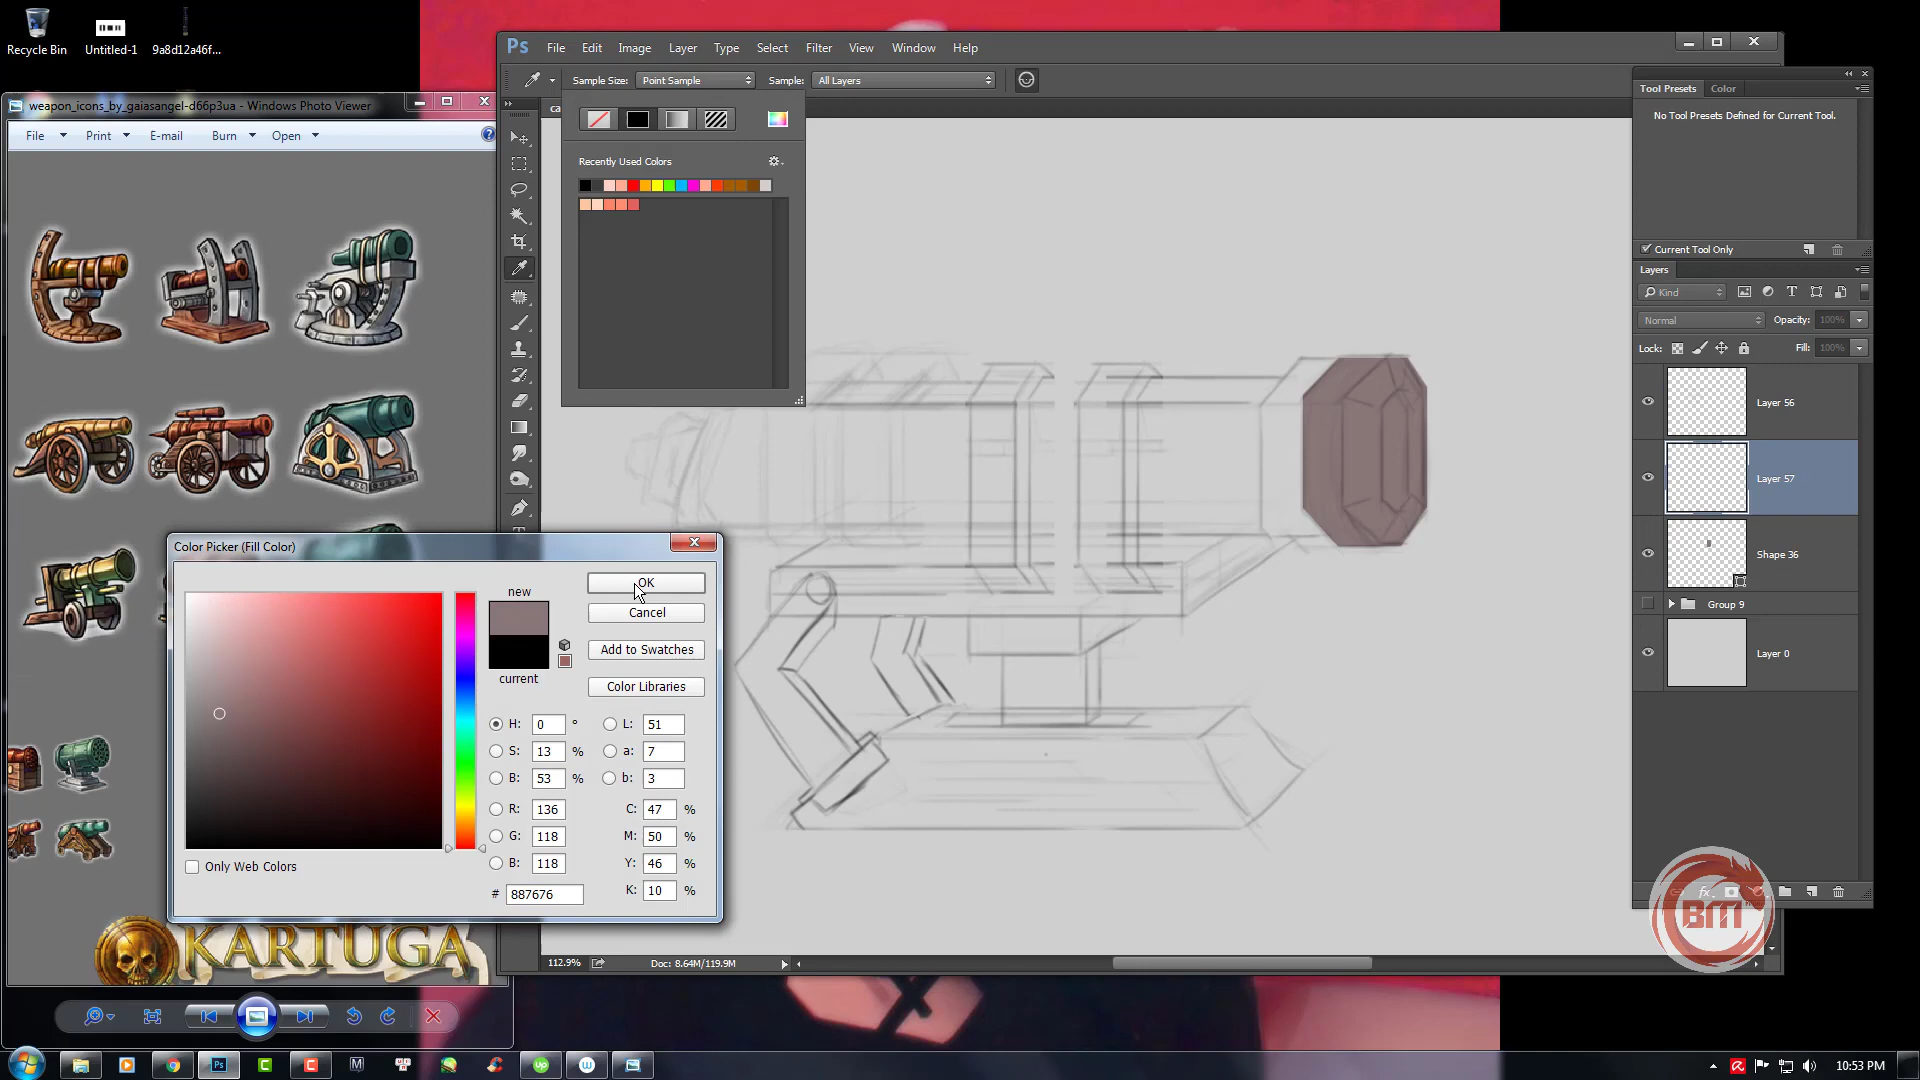 Recycle Bin
Untitled-1
9a8d12a46f...
weapon_icons_by_gaiasangel-d66p3ua - Windows Photo Viewer
File
Print
E-mail
Burn
Open
KARTUGA
Ps
File
Edit
Image
Layer
Type
Select
Filter
View
Window
Help
Sample Size:
Point Sample
Sample:
All Layers
ca
Recently Used Colors
Tool Presets
Color
No Tool Presets Defined for Current Tool.
Current Tool Only
Layers
Kind
Normal
Opacity:
100%
Lock:
Fill:
100%
Layer 56
Layer 57
Shape 36
Group 9
Layer 0
fx
BM
112.9%
Doc: 8.64M/119.9M
Color Picker (Fill Color)
new
current
OK
Cancel
Add to Swatches
Color Libraries
H:
0
°
S:
13
%
B:
53
%
R:
136
G:
118
B:
118
#
887676
L:
51
a:
7
b:
3
C:
47
%
M:
50
%
Y:
46
%
K:
10
%
Only Web Colors
10:53 PM